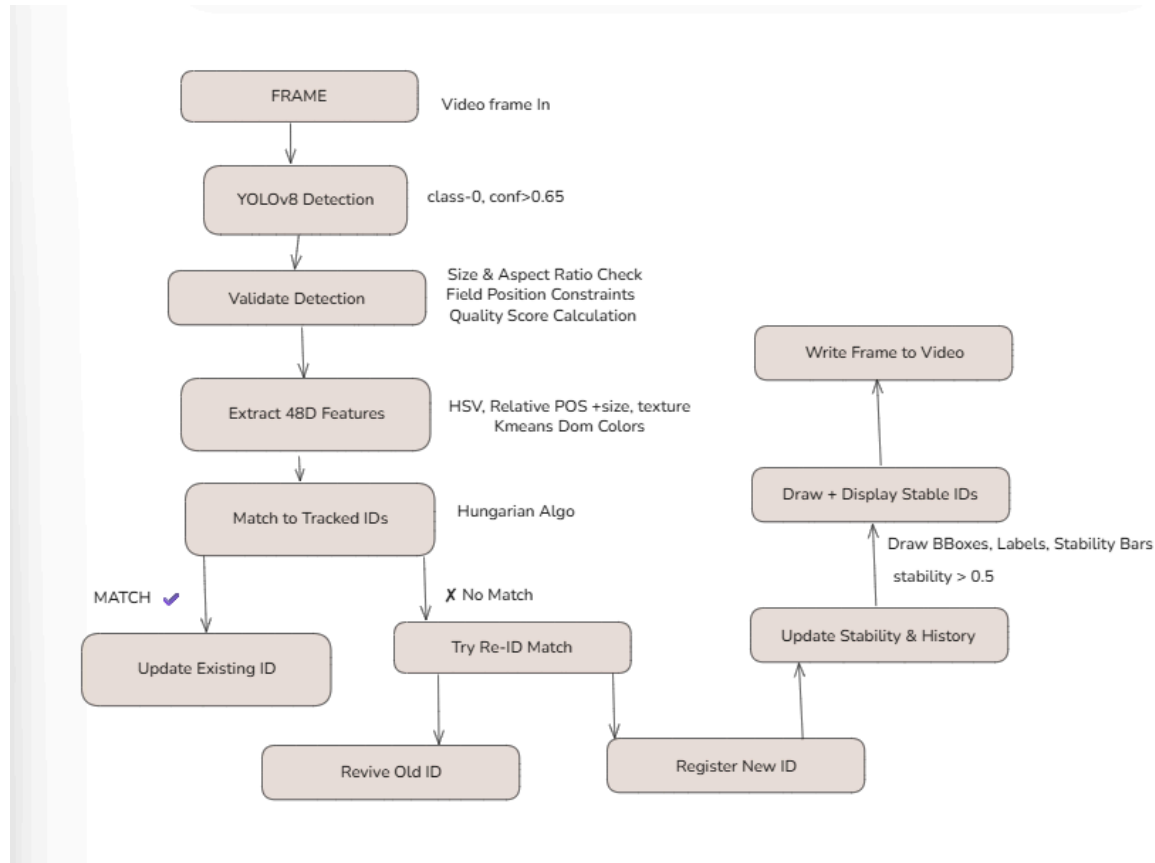 FRAME
Video frame In
YOLOv8 Detection
class-0, conf>0.65
Validate Detection
Size & Aspect Ratio Check
Field Position Constraints
Quality Score Calculation
Extract 48D Features
HSV, Relative POS +size, texture
Kmeans Dom Colors
Match to Tracked IDs
Hungarian Algo
MATCH ✔
✗ No Match
Update Existing ID
Try Re-ID Match
Revive Old ID
Register New ID
Update Stability & History
stability > 0.5
Draw BBoxes, Labels, Stability Bars
Draw + Display Stable IDs
Write Frame to Video